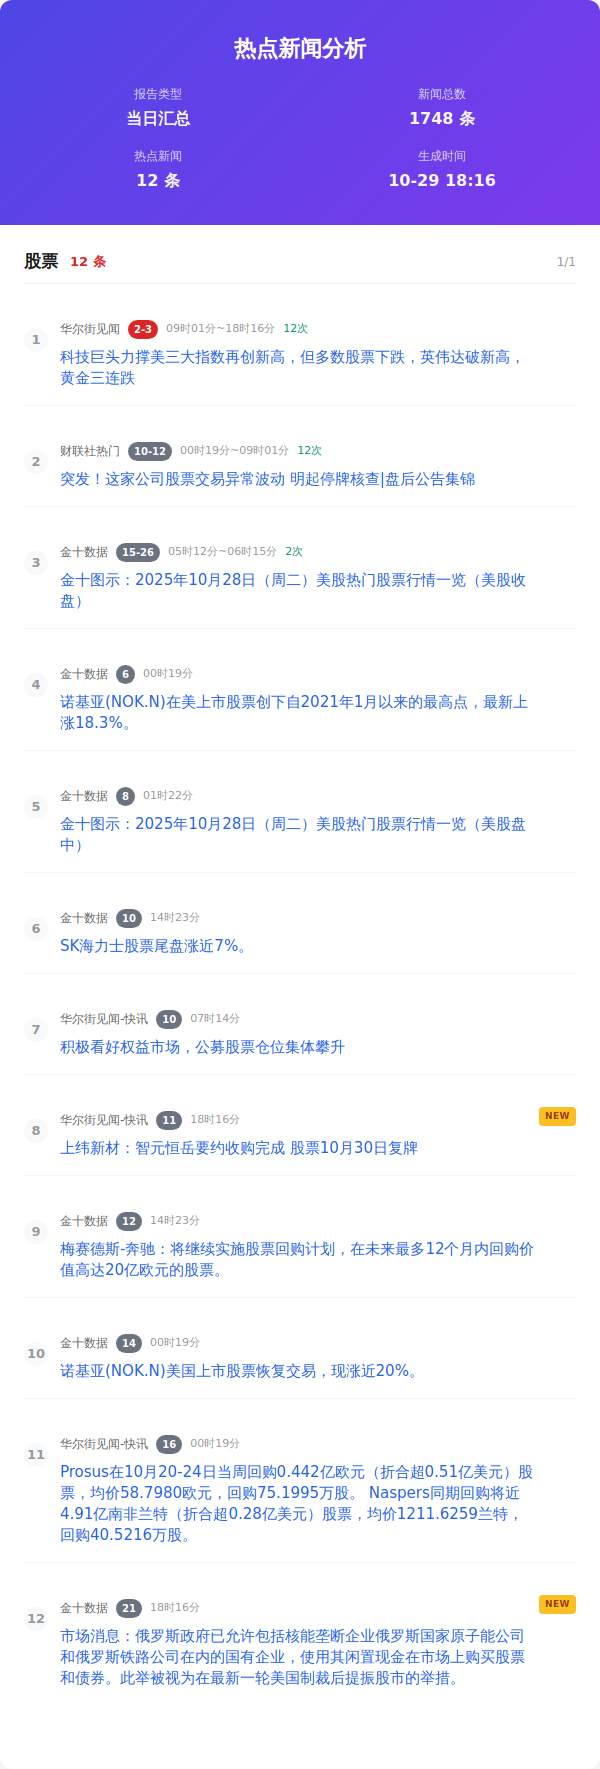 热点新闻分析
报告类型
新闻总数
当日汇总
1748 条
热点新闻
生成时间
12 条
10-29 18:16
股票 12 条 1/1
1
华尔街见闻 2-3 09时01分~18时16分 12次
科技巨头力撑美三大指数再创新高，但多数股票下跌，英伟达破新高，
黄金三连跌
2
财联社热门 10-12 00时19分~09时01分 12次
突发！这家公司股票交易异常波动 明起停牌核查|盘后公告集锦
3
金十数据 15-26 05时12分~06时15分 2次
金十图示：2025年10月28日（周二）美股热门股票行情一览（美股收
盘）
4
金十数据 6 00时19分
诺基亚(NOK.N)在美上市股票创下自2021年1月以来的最高点，最新上
涨18.3%。
5
金十数据 8 01时22分
金十图示：2025年10月28日（周二）美股热门股票行情一览（美股盘
中）
6
金十数据 10 14时23分
SK海力士股票尾盘涨近7%。
7
华尔街见闻-快讯 10 07时14分
积极看好权益市场，公募股票仓位集体攀升
8
华尔街见闻-快讯 11 18时16分 NEW
上纬新材：智元恒岳要约收购完成 股票10月30日复牌
9
金十数据 12 14时23分
梅赛德斯-奔驰：将继续实施股票回购计划，在未来最多12个月内回购价
值高达20亿欧元的股票。
10
金十数据 14 00时19分
诺基亚(NOK.N)美国上市股票恢复交易，现涨近20%。
11
华尔街见闻-快讯 16 00时19分
Prosus在10月20-24日当周回购0.442亿欧元（折合超0.51亿美元）股
票，均价58.7980欧元，回购75.1995万股。 Naspers同期回购将近
4.91亿南非兰特（折合超0.28亿美元）股票，均价1211.6259兰特，
回购40.5216万股。
12
金十数据 21 18时16分 NEW
市场消息：俄罗斯政府已允许包括核能垄断企业俄罗斯国家原子能公司
和俄罗斯铁路公司在内的国有企业，使用其闲置现金在市场上购买股票
和债券。此举被视为在最新一轮美国制裁后提振股市的举措。